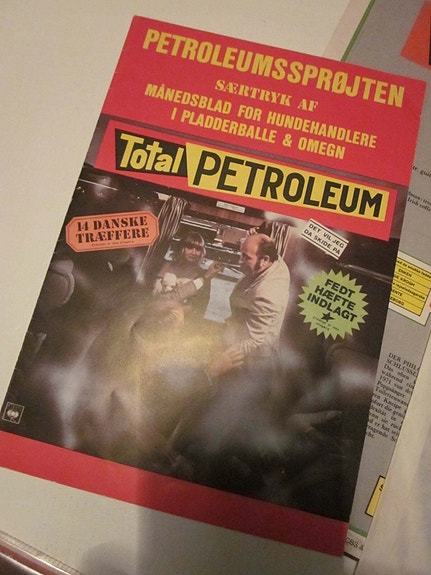 PETROLEUMSSPRØJTEN
SÆRTRYK AF
MÅNEDSBLAD FOR HUNDEHANDLERE
I PLADDERBALLE & OMEGN
Total PETROLEUM
14 DANSKE
TRÆFFERE
DET VIL JEG
DA SKIDE PÅ
FEDT
HÆFTE
INDLAGT